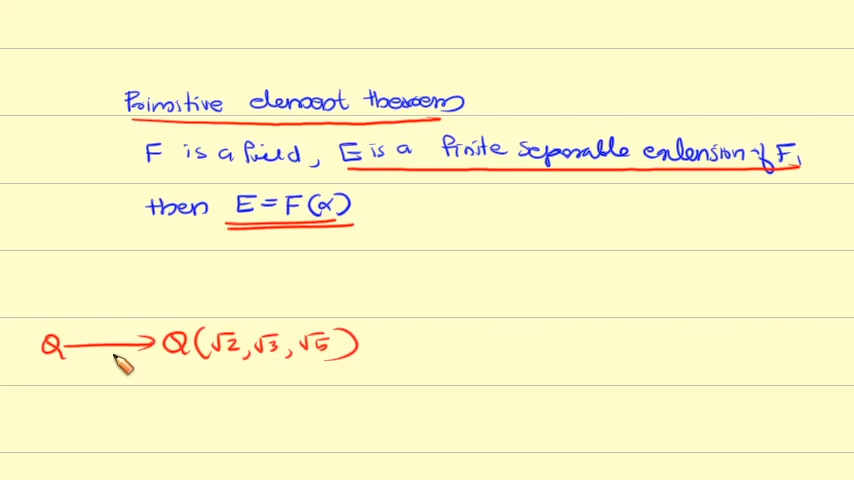 Primitive element theorem
F is a field, E is a finite separable extension of F,
then E = F(α)
Q → Q(√2, √3, √5)